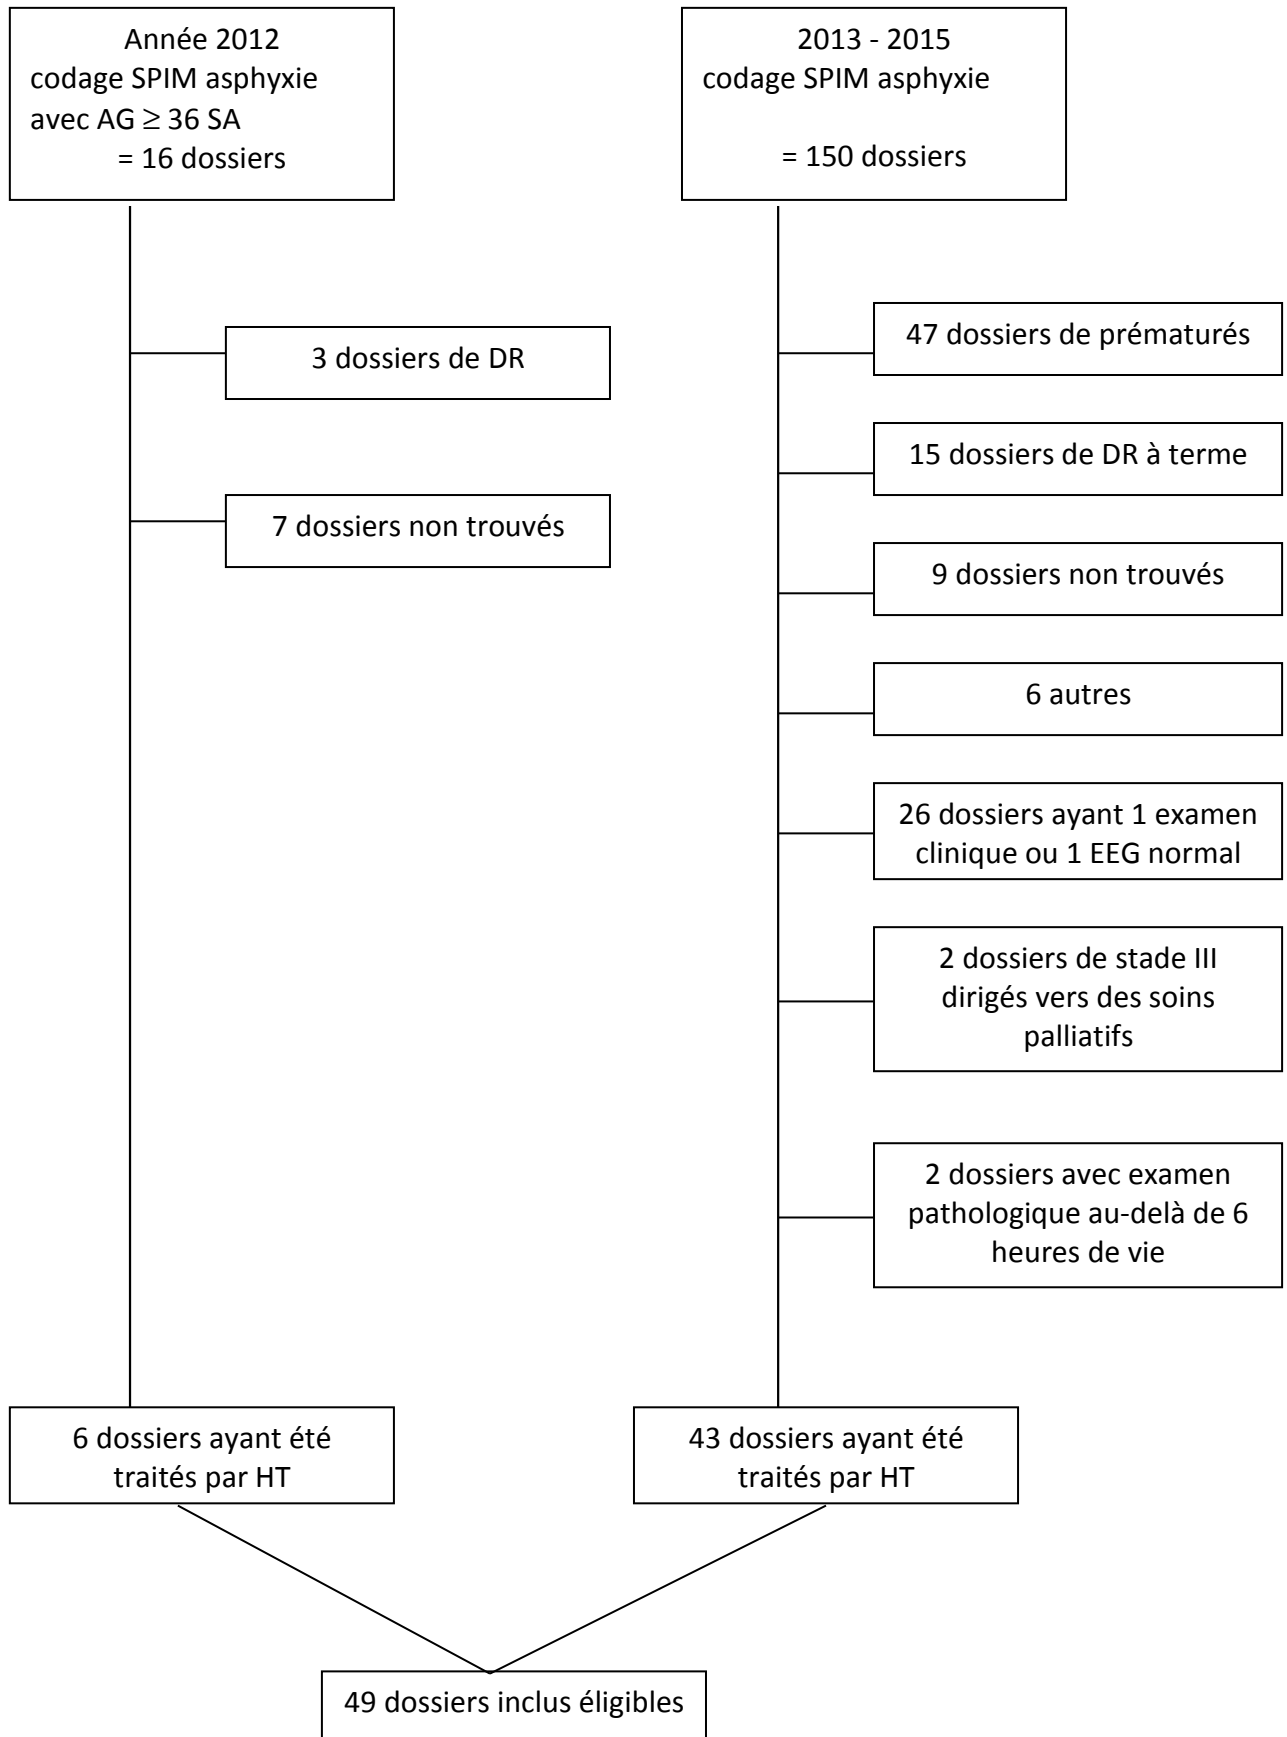 Année 2012
codage SPIM asphyxie
avec AG ≥ 36 SA
= 16 dossiers
2013 - 2015
codage SPIM asphyxie
= 150 dossiers
3 dossiers de DR
7 dossiers non trouvés
47 dossiers de prématurés
15 dossiers de DR à terme
9 dossiers non trouvés
6 autres
26 dossiers ayant 1 examen
clinique ou 1 EEG normal
2 dossiers de stade III
dirigés vers des soins
palliatifs
2 dossiers avec examen
pathologique au-delà de 6
heures de vie
6 dossiers ayant été
traités par HT
43 dossiers ayant été
traités par HT
49 dossiers inclus éligibles